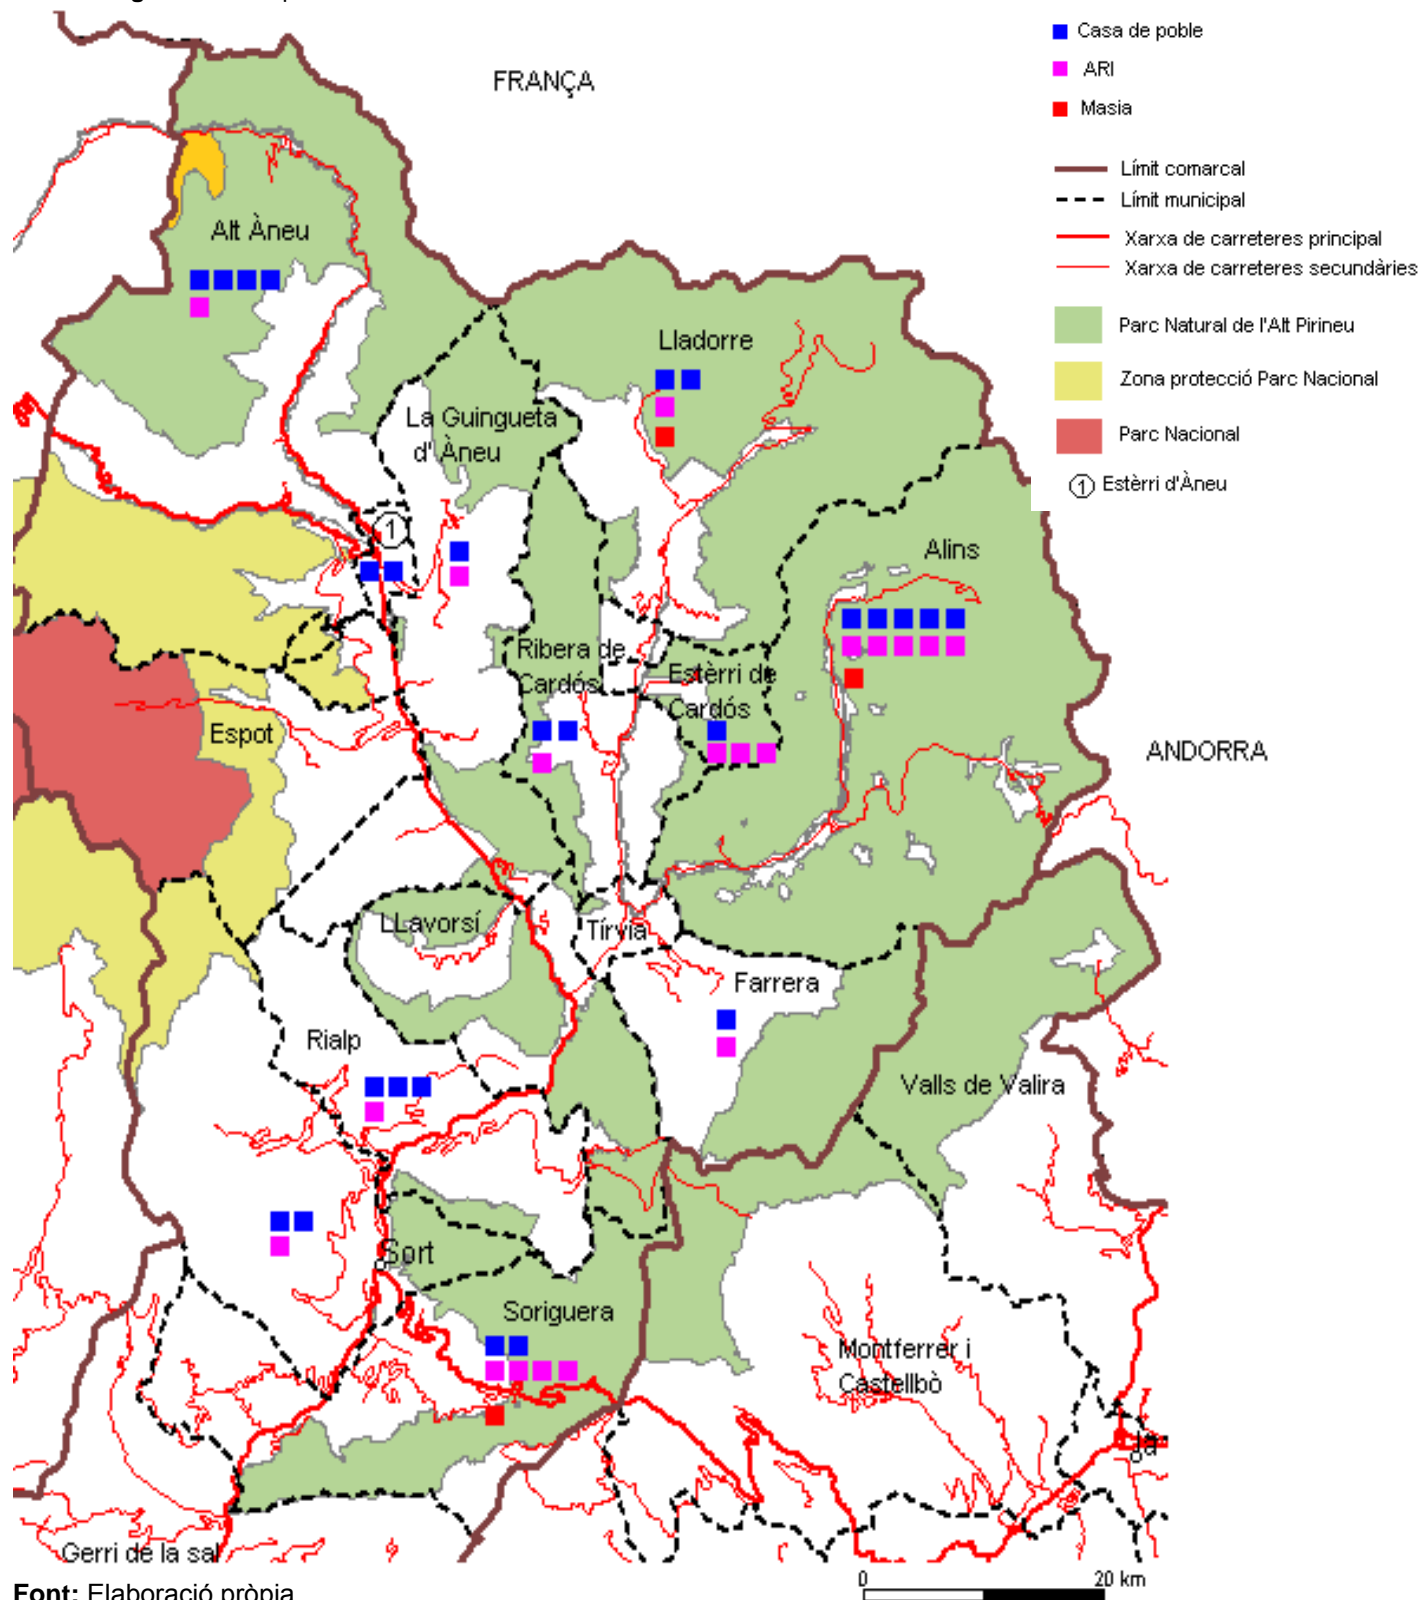 FRANÇA
Casa de poble
ARI
Masia
Límit comarcal
Límit municipal
Xarxa de carreteres principal
Xarxa de carreteres secundàries
Parc Natural de l'Alt Pirineu
Zona protecció Parc Nacional
Parc Nacional
1 Estèrri d'Àneu
Alt Àneu
Lladorre
La Guingueta
d'Àneu
1
Alins
Ribera de
Cardós
Estèrri de
Cardós
Espot
ANDORRA
LLavorsí
Tírvia
Farrera
Rialp
Valls de Valira
Sort
Soriguera
Montferrer i
Castellbò
Gerri de la sal
0 20 km
Font: Elaboració pròpia